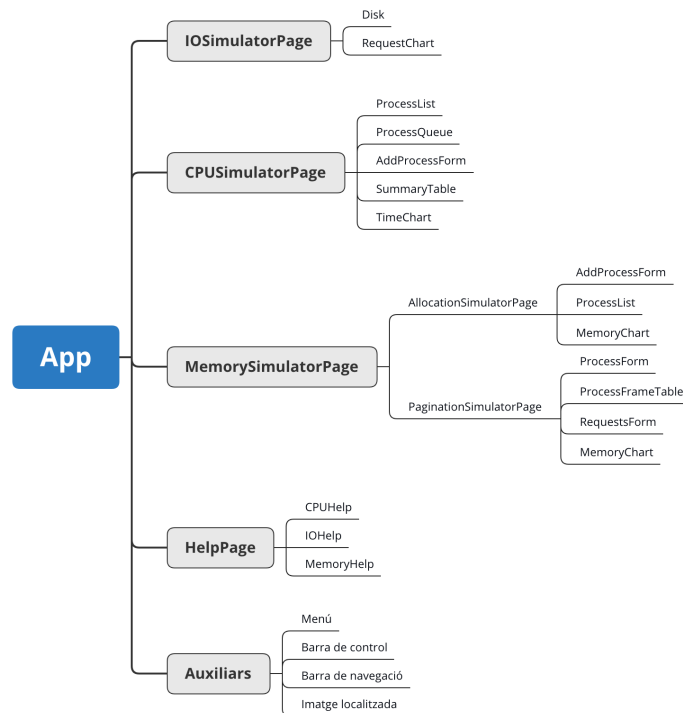 App
IOSimulatorPage
Disk
RequestChart
CPUSimulatorPage
ProcessList
ProcessQueue
AddProcessForm
SummaryTable
TimeChart
MemorySimulatorPage
AllocationSimulatorPage
AddProcessForm
ProcessList
MemoryChart
PaginationSimulatorPage
ProcessForm
ProcessFrameTable
RequestsForm
MemoryChart
HelpPage
CPUHelp
IOHelp
MemoryHelp
Auxiliars
Menú
Barra de control
Barra de navegació
Imatge localitzada